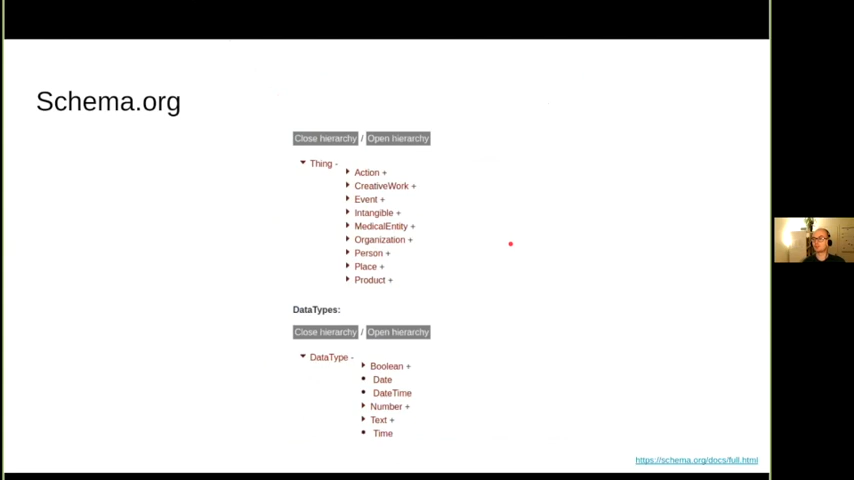 Schema.org
Close hierarchy / Open hierarchy
Thing -
Action +
CreativeWork +
Event +
Intangible +
MedicalEntity +
Organization +
Person +
Place +
Product +
DataTypes:
Close hierarchy / Open hierarchy
DataType -
Boolean +
Date
DateTime
Number +
Text +
Time
https://schema.org/docs/full.html